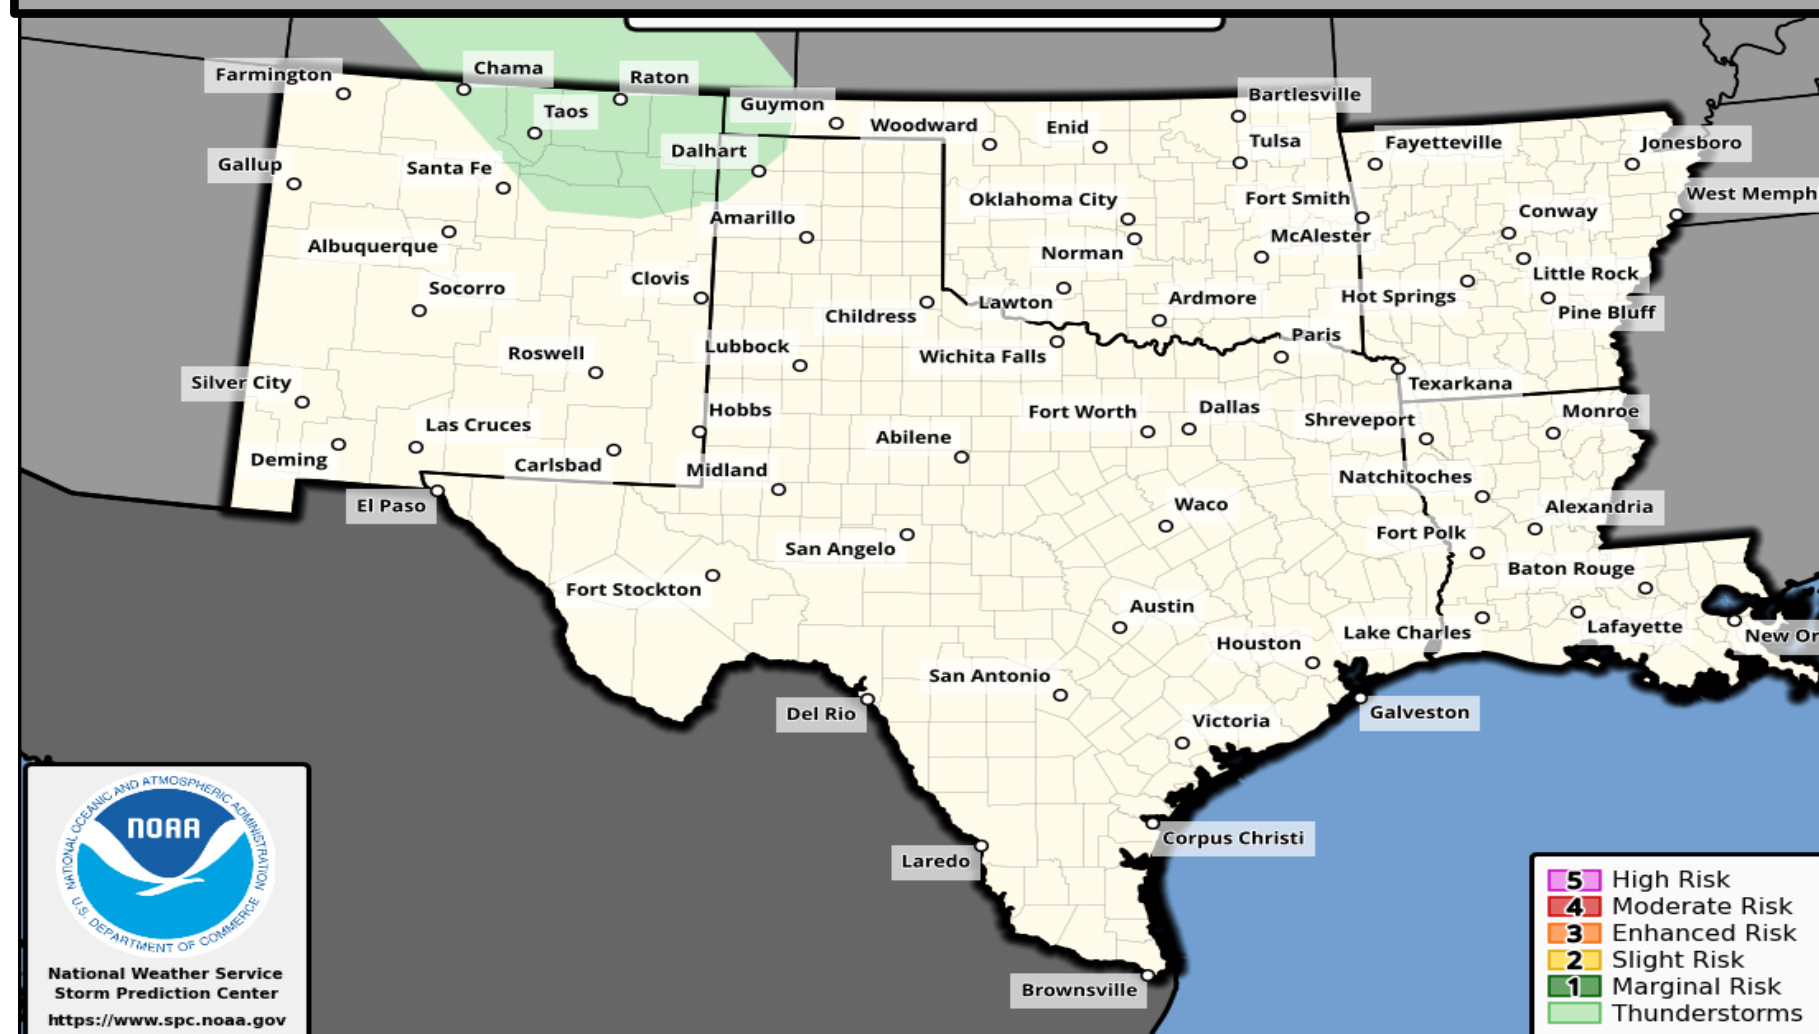 Chama
Farmington
Raton
Taos
Guymon
Bartlesville
Woodward
Enid
Tulsa
Fayetteville
Jonesboro
Dalhart
Gallup
Santa Fe
West Memph
Oklahoma City
Fort Smith
Conway
Amarillo
McAlester
Albuquerque
Norman
Little Rock
Clovis
Socorro
Hot Springs
Lawton
Ardmore
Pine Bluff
Childress
Paris
Roswell
Lubbock
Wichita Falls
Silver City
Texarkana
Hobbs
Fort Worth
Dallas
Monroe
Shreveport
Las Cruces
Abilene
Deming
Carlsbad
Midland
Natchitoches
El Paso
Waco
Alexandria
Fort Polk
San Angelo
Baton Rouge
Fort Stockton
Austin
Lafayette
Lake Charles
New Or
Houston
San Antonio
Del Rio
Galveston
Victoria
Corpus Christi
Laredo
Brownsville
NATIONAL OCEANIC AND ATMOSPHERIC ADMINISTRATION
NOAA
U.S. DEPARTMENT OF COMMERCE
National Weather Service
Storm Prediction Center
https://www.spc.noaa.gov
5 High Risk
4 Moderate Risk
3 Enhanced Risk
2 Slight Risk
1 Marginal Risk
Thunderstorms